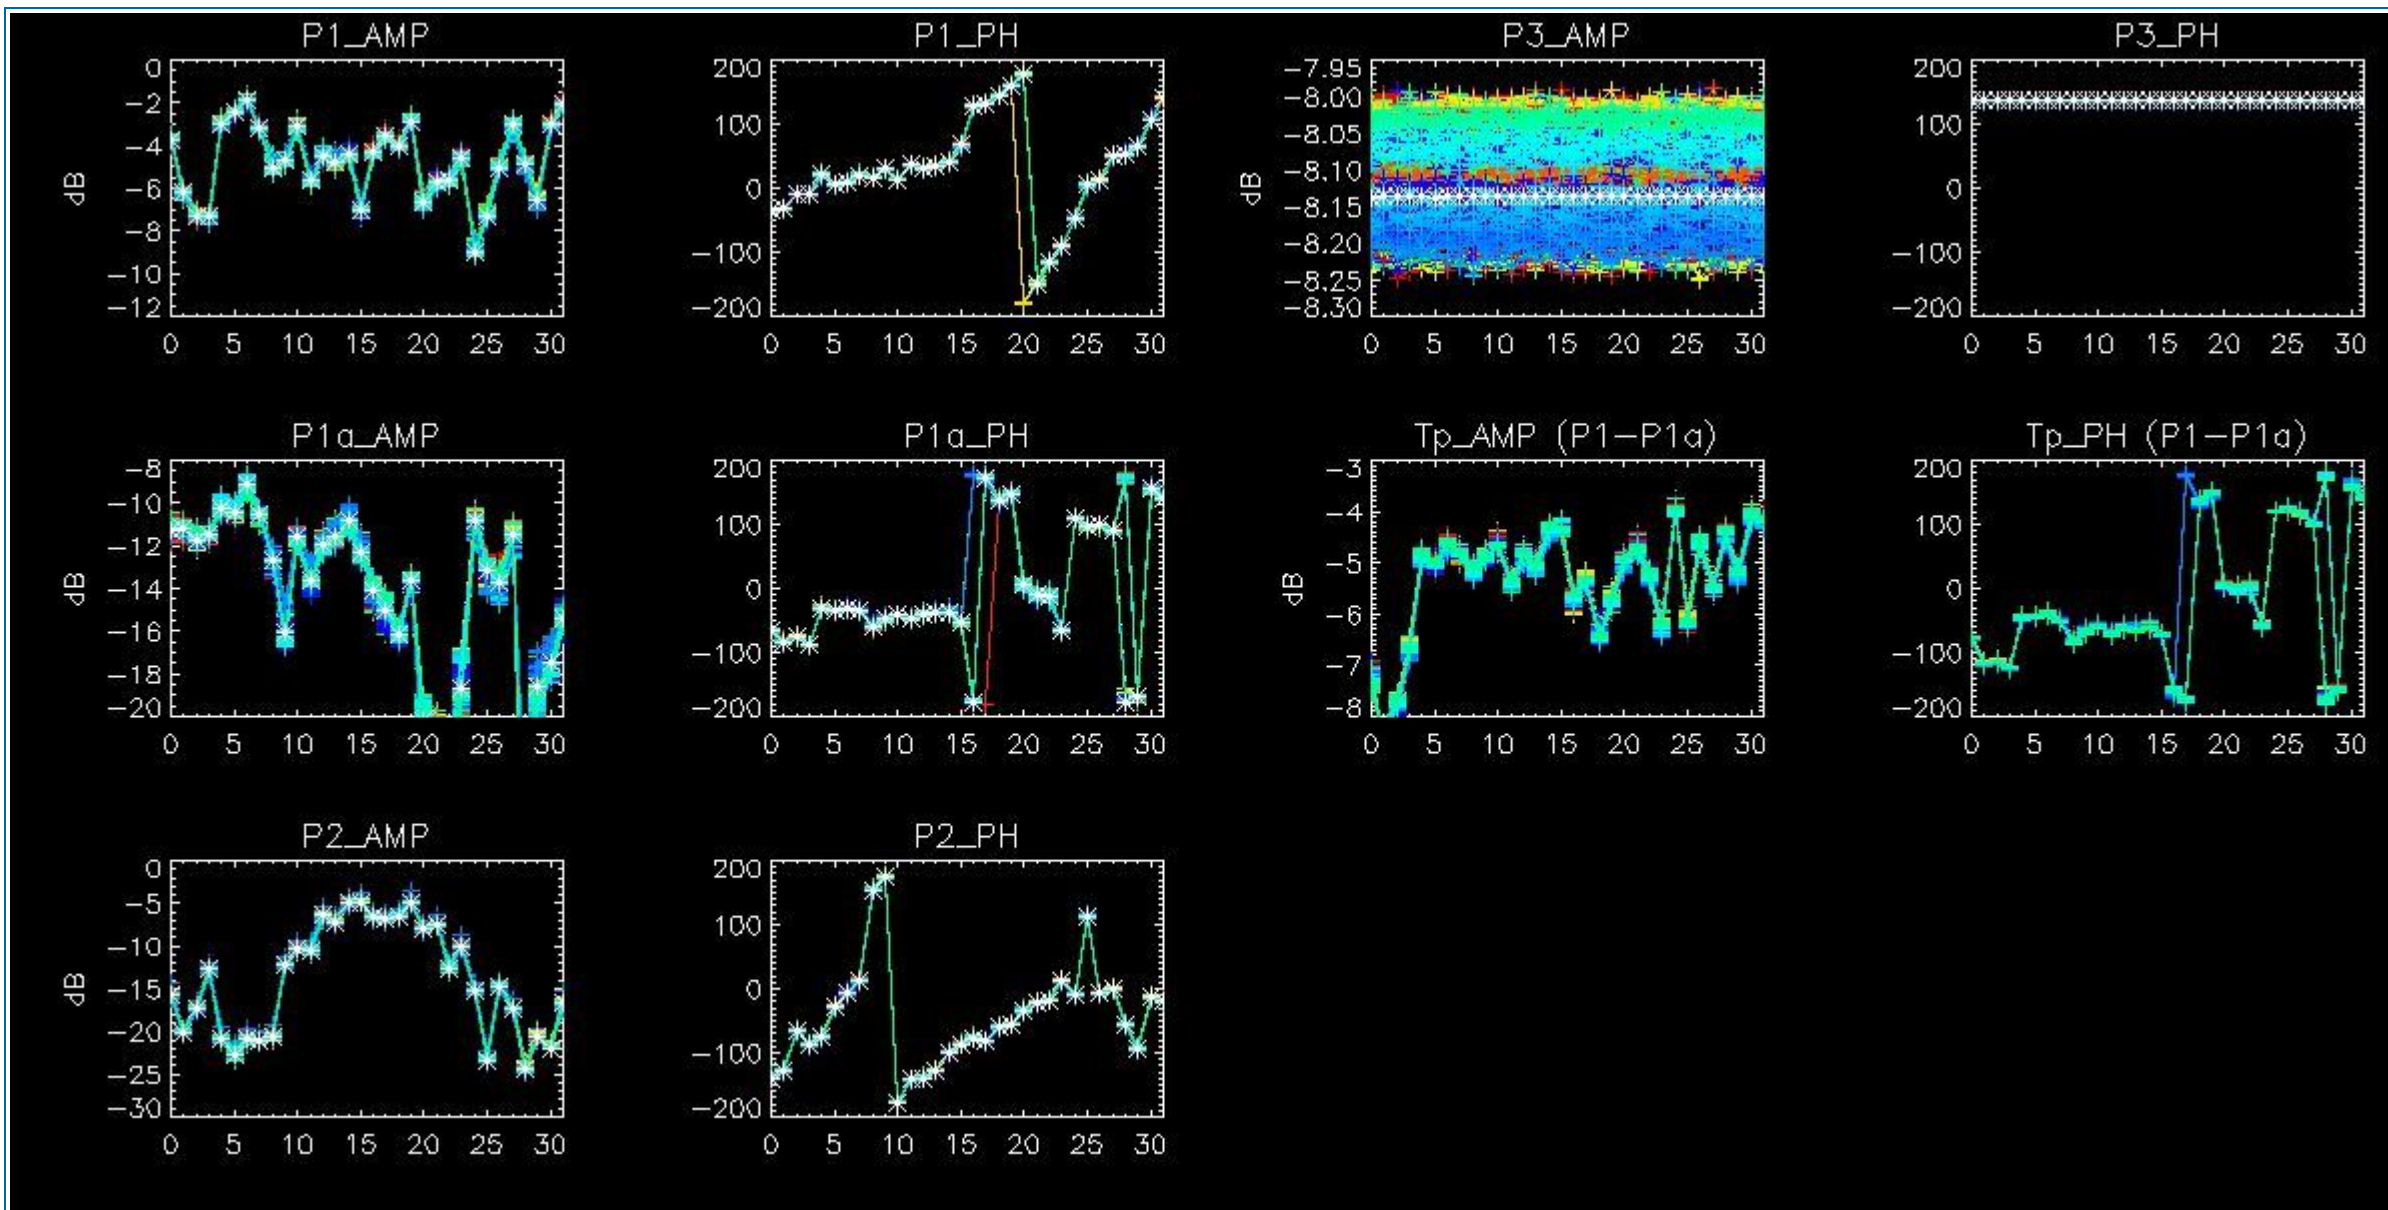 P1_AMP P1_PH P3_AMP P3_PH
0 200 −7.95 200
−2 −8.00
−4 100 −8.05 100
−6 0 −8.10 0
dB dB
−8 −8.15
−10 −100 −8.20 −100
−12 −200 −8.25 −200
−8.30
0 5 10 15 20 25 30 0 5 10 15 20 25 30 0 5 10 15 20 25 30 0 5 10 15 20 25 30
P1a_AMP P1a_PH Tp_AMP (P1−P1a) Tp_PH (P1−P1a)
−8 200 −3 200
−10 100 −4 100
−12 −5
−14 0 0
dB dB
−16 −100 −6 −100
−18 −7
−20 −200 −8 −200
0 5 10 15 20 25 30 0 5 10 15 20 25 30 0 5 10 15 20 25 30 0 5 10 15 20 25 30
P2_AMP P2_PH
0 200
−5 100
−10
−15 0
dB
−20 −100
−25
−30 −200
0 5 10 15 20 25 30 0 5 10 15 20 25 30